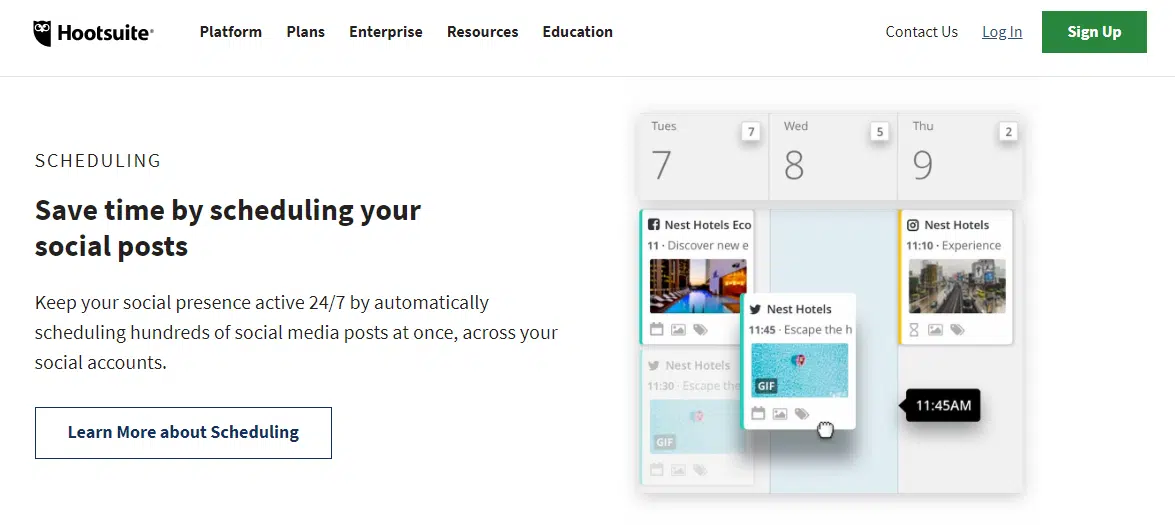 Hootsuite®
Platform Plans Enterprise Resources Education
Contact Us Log In Sign Up
SCHEDULING
Save time by scheduling your
social posts
Keep your social presence active 24/7 by automatically
scheduling hundreds of social media posts at once, across your
social accounts.
Learn More about Scheduling
Tues 7 Wed 5 Thu 2
7 8 9
Nest Hotels Eco
11 · Discover new e
Nest Hotels
11:10 · Experience
Nest Hotels
11:45 · Escape the h
GIF
Nest Hotels
11:30 · Escape the
GIF
11:45AM